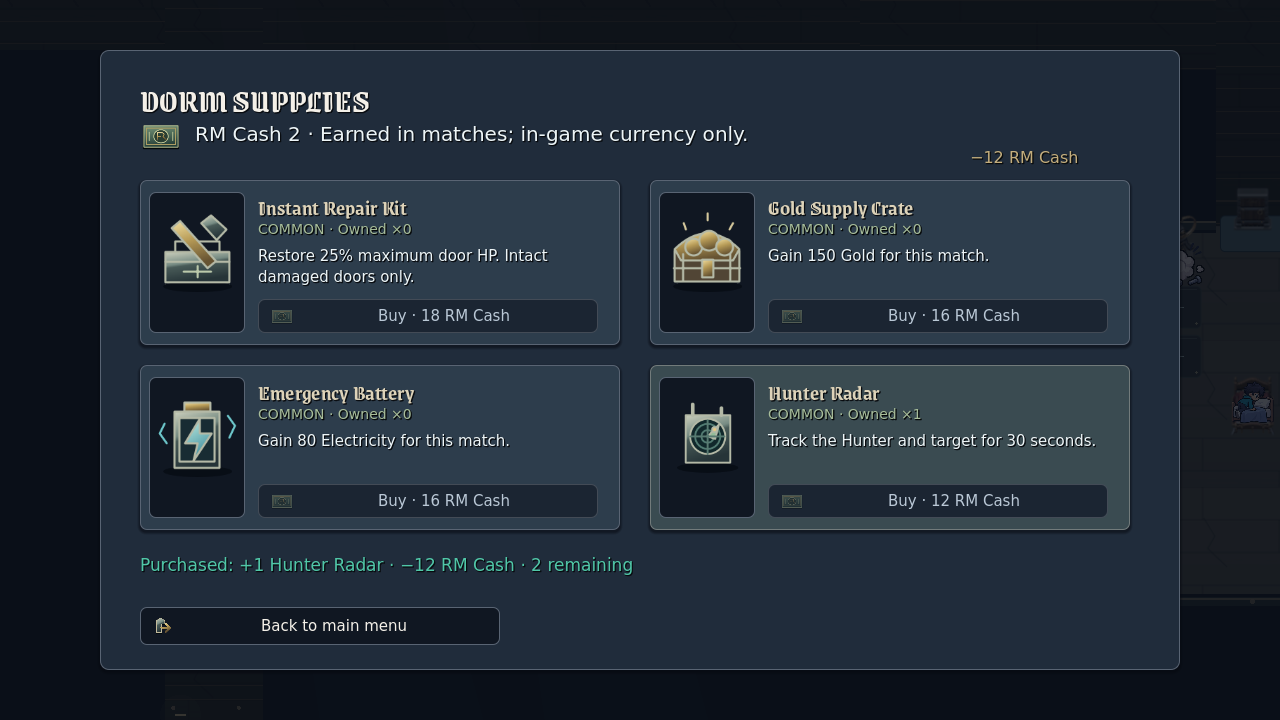 DORM SUPPLIES
RM Cash 2 · Earned in matches; in-game currency only.
−12 RM Cash
Instant Repair Kit
COMMON · Owned ×0
Restore 25% maximum door HP. Intact
damaged doors only.
Buy · 18 RM Cash
Gold Supply Crate
COMMON · Owned ×0
Gain 150 Gold for this match.
Buy · 16 RM Cash
Emergency Battery
COMMON · Owned ×0
Gain 80 Electricity for this match.
Buy · 16 RM Cash
Hunter Radar
COMMON · Owned ×1
Track the Hunter and target for 30 seconds.
Buy · 12 RM Cash
Purchased: +1 Hunter Radar · −12 RM Cash · 2 remaining
Back to main menu